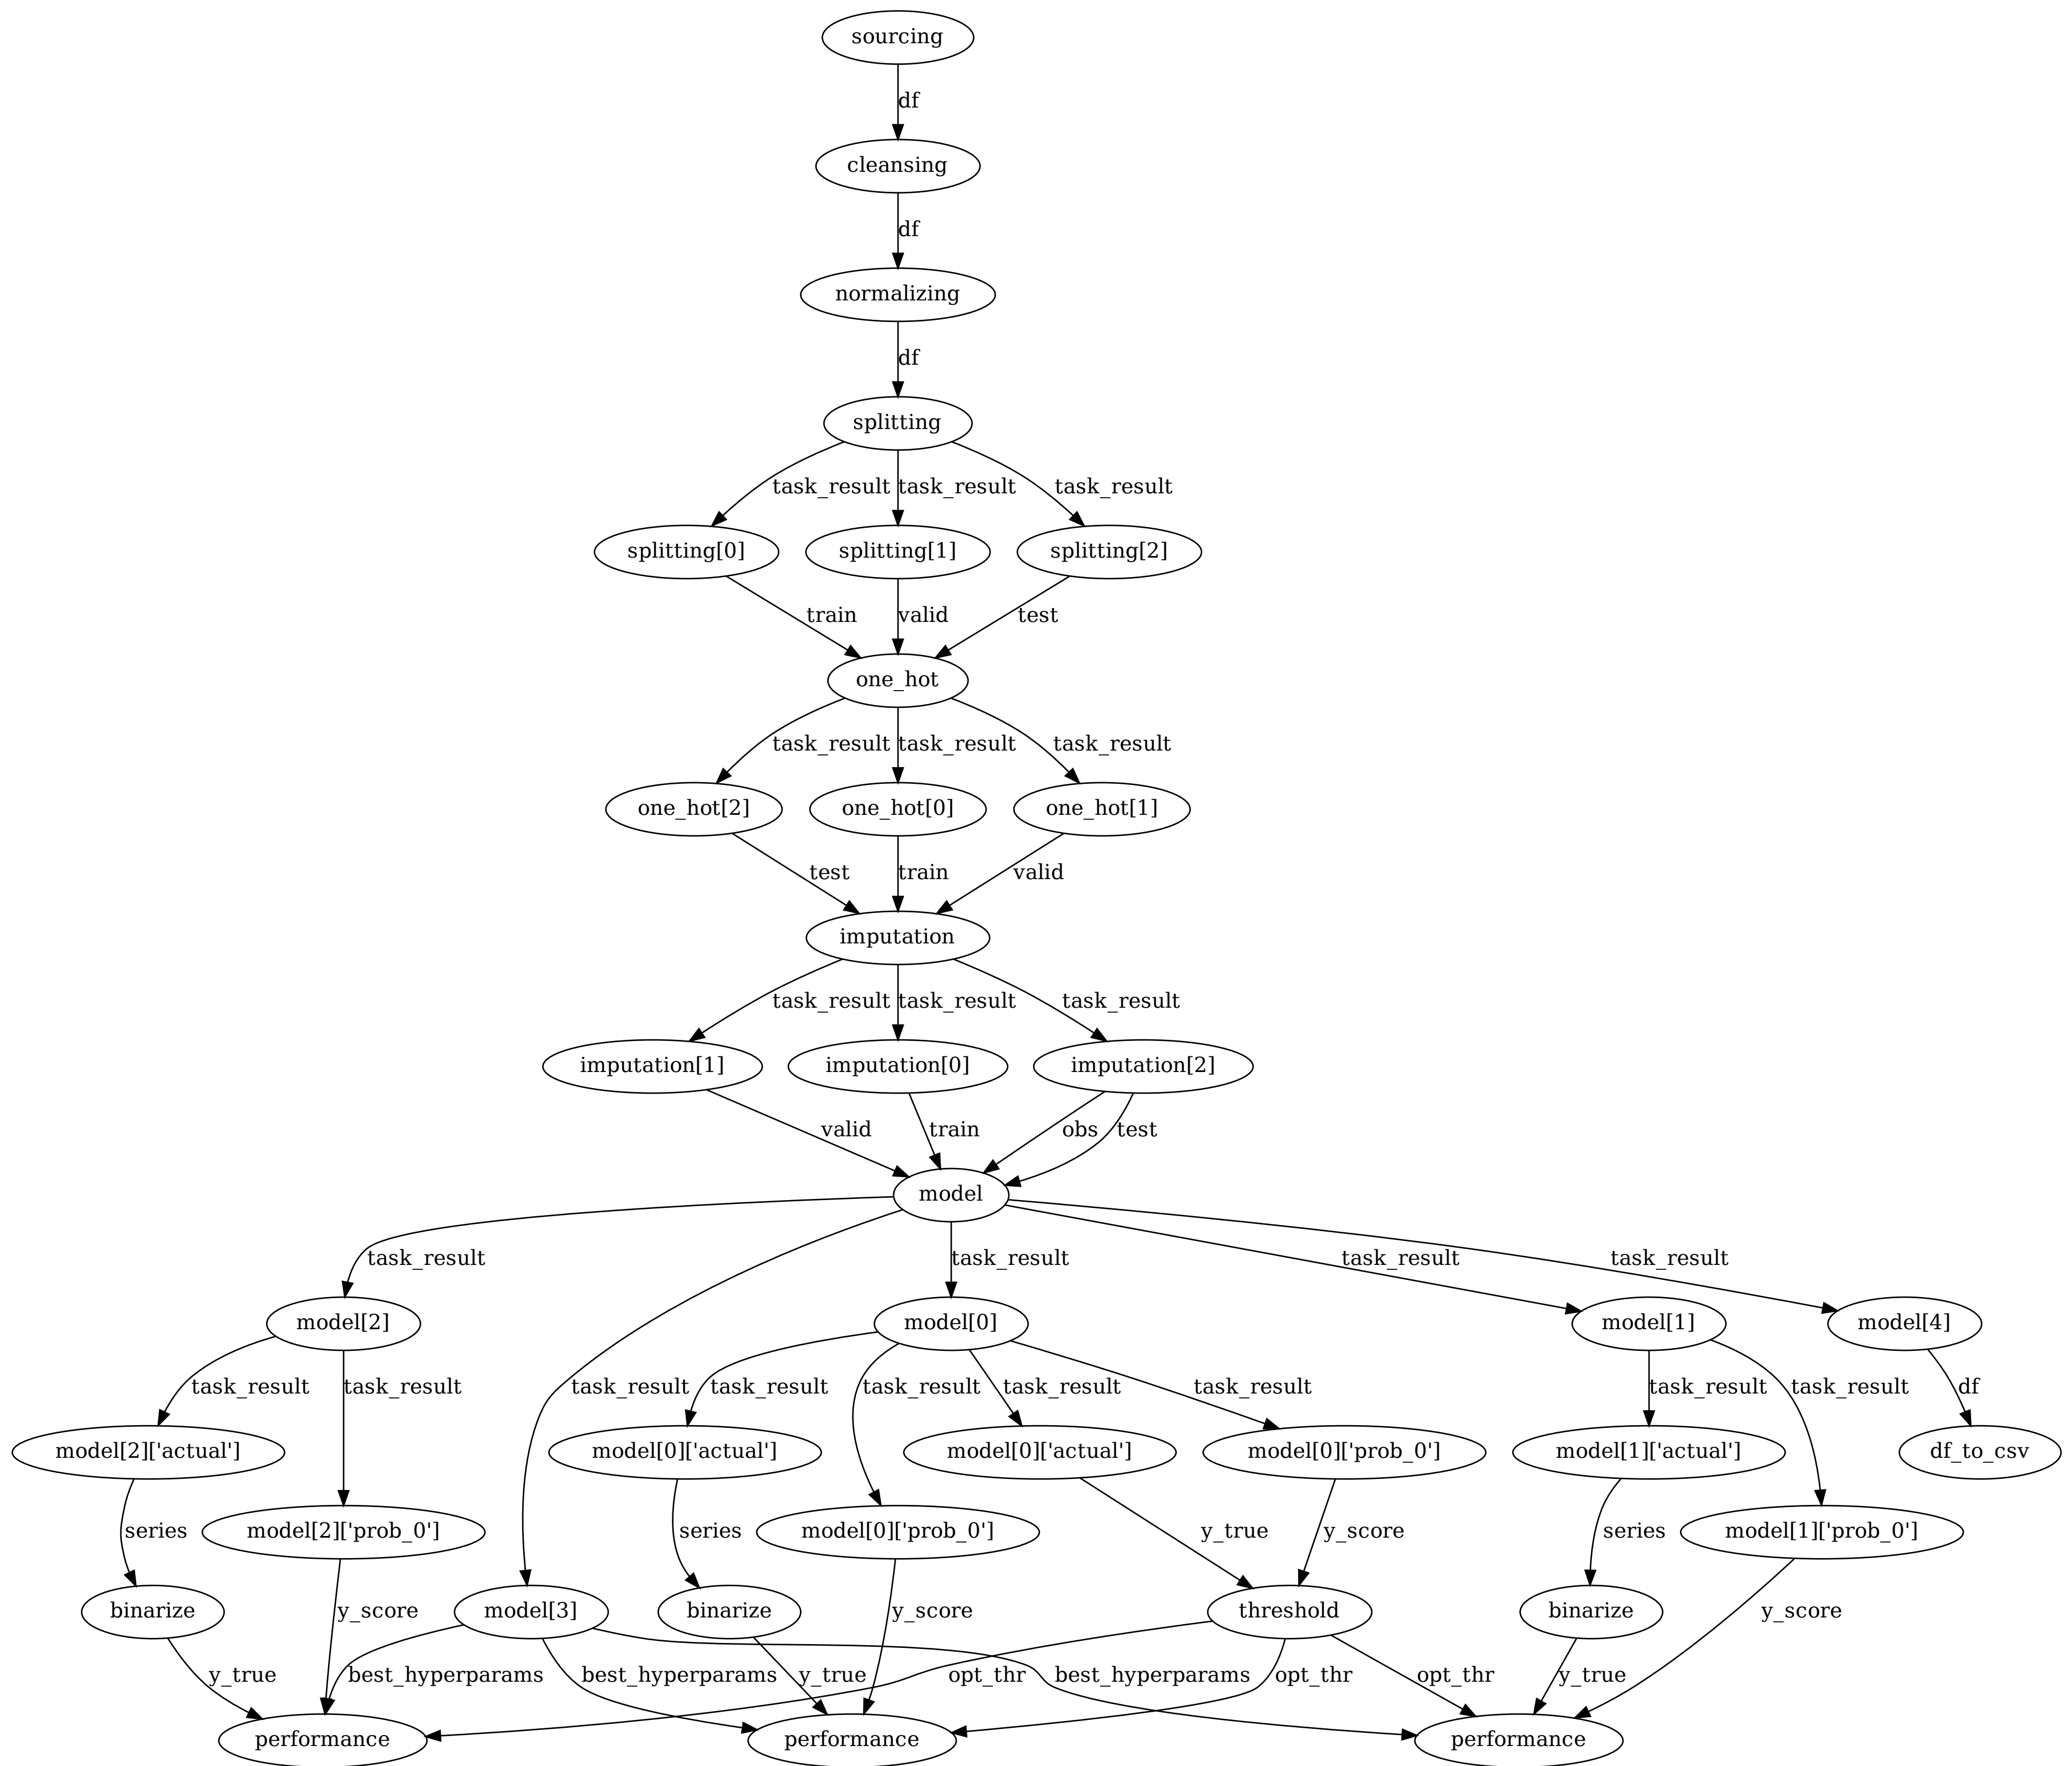 sourcing
df
cleansing
df
normalizing
df
splitting
task_result
task_result
task_result
splitting[0]
splitting[1]
splitting[2]
train
valid
test
one_hot
task_result
task_result
task_result
one_hot[2]
one_hot[0]
one_hot[1]
test
train
valid
imputation
task_result
task_result
task_result
imputation[1]
imputation[0]
imputation[2]
valid
train
obs
test
model
task_result
task_result
task_result
task_result
model[2]
model[0]
model[1]
model[4]
task_result
task_result
task_result
task_result
task_result
task_result
task_result
task_result
task_result
df
model[2]['actual']
model[0]['actual']
model[0]['actual']
model[0]['prob_0']
model[1]['actual']
df_to_csv
series
model[2]['prob_0']
series
model[0]['prob_0']
y_true
y_score
series
model[1]['prob_0']
binarize
y_score
model[3]
binarize
y_score
threshold
binarize
y_score
y_true
best_hyperparams
best_hyperparams
y_true
opt_thr
best_hyperparams
opt_thr
opt_thr
y_true
performance
performance
performance